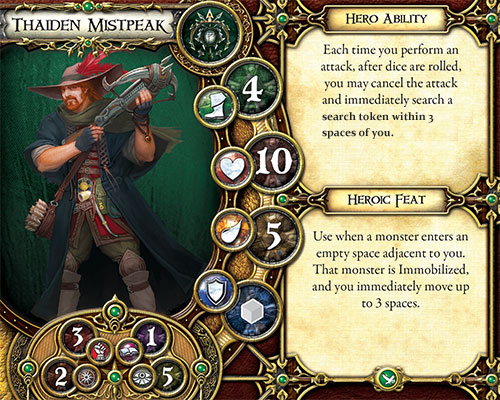 Thaiden Mistpeak
4
10
5
3
1
2
5
Hero Ability
Each time you perform an
attack, after dice are rolled,
you may cancel the attack
and immediately search a
search token within 3
spaces of you.
Heroic Feat
Use when a monster enters an
empty space adjacent to you.
That monster is Immobilized,
and you immediately move up
to 3 spaces.